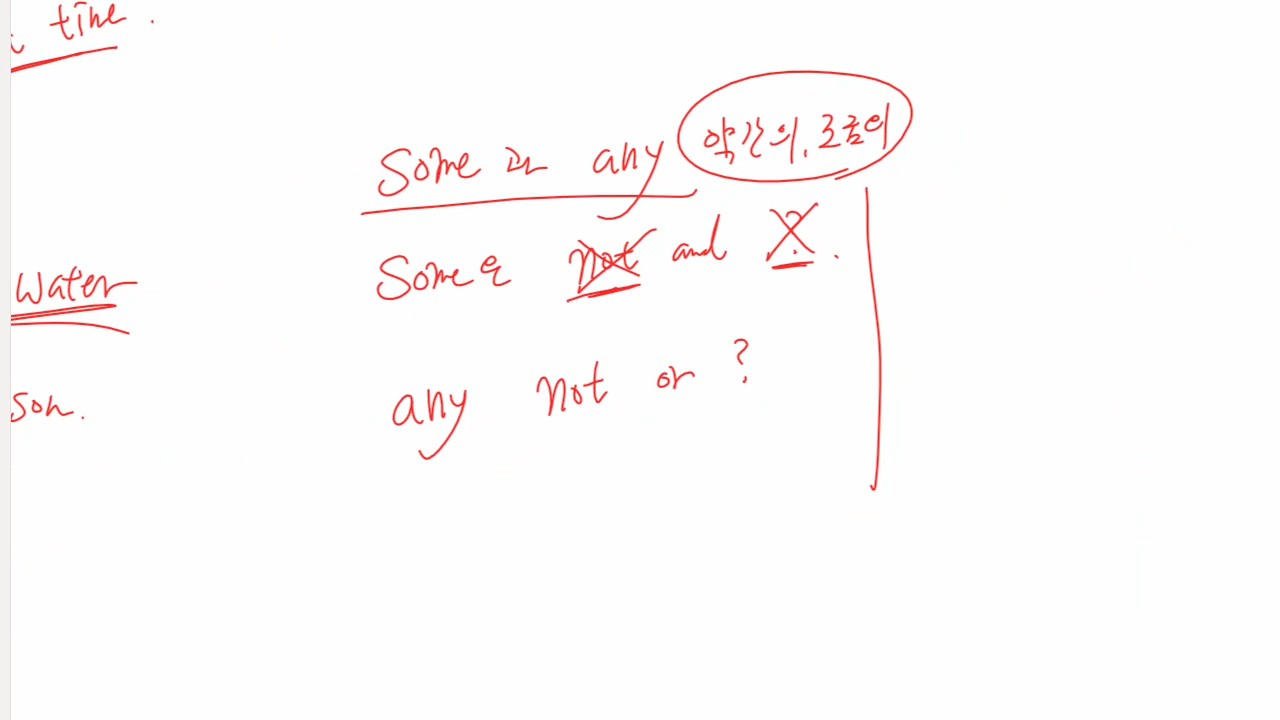 time.
Some 과 any 약간의, 조금의
Some은 not and ?.
Water
any not or ?
son.